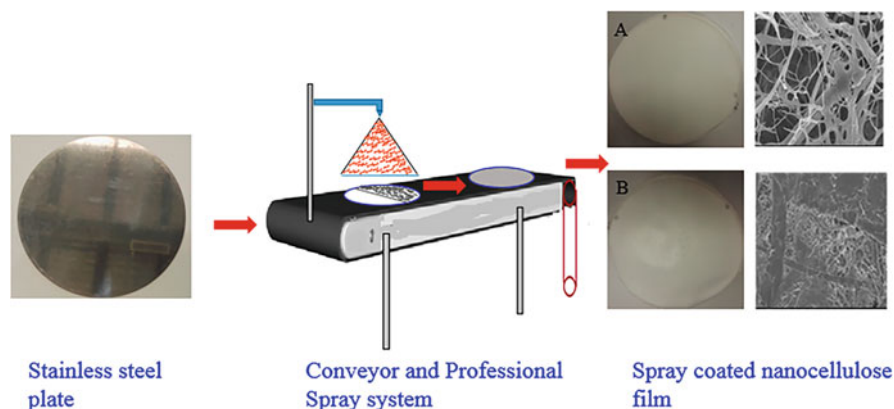 A
B
Stainless steel
plate
Conveyor and Professional
Spray system
Spray coated nanocellulose
film